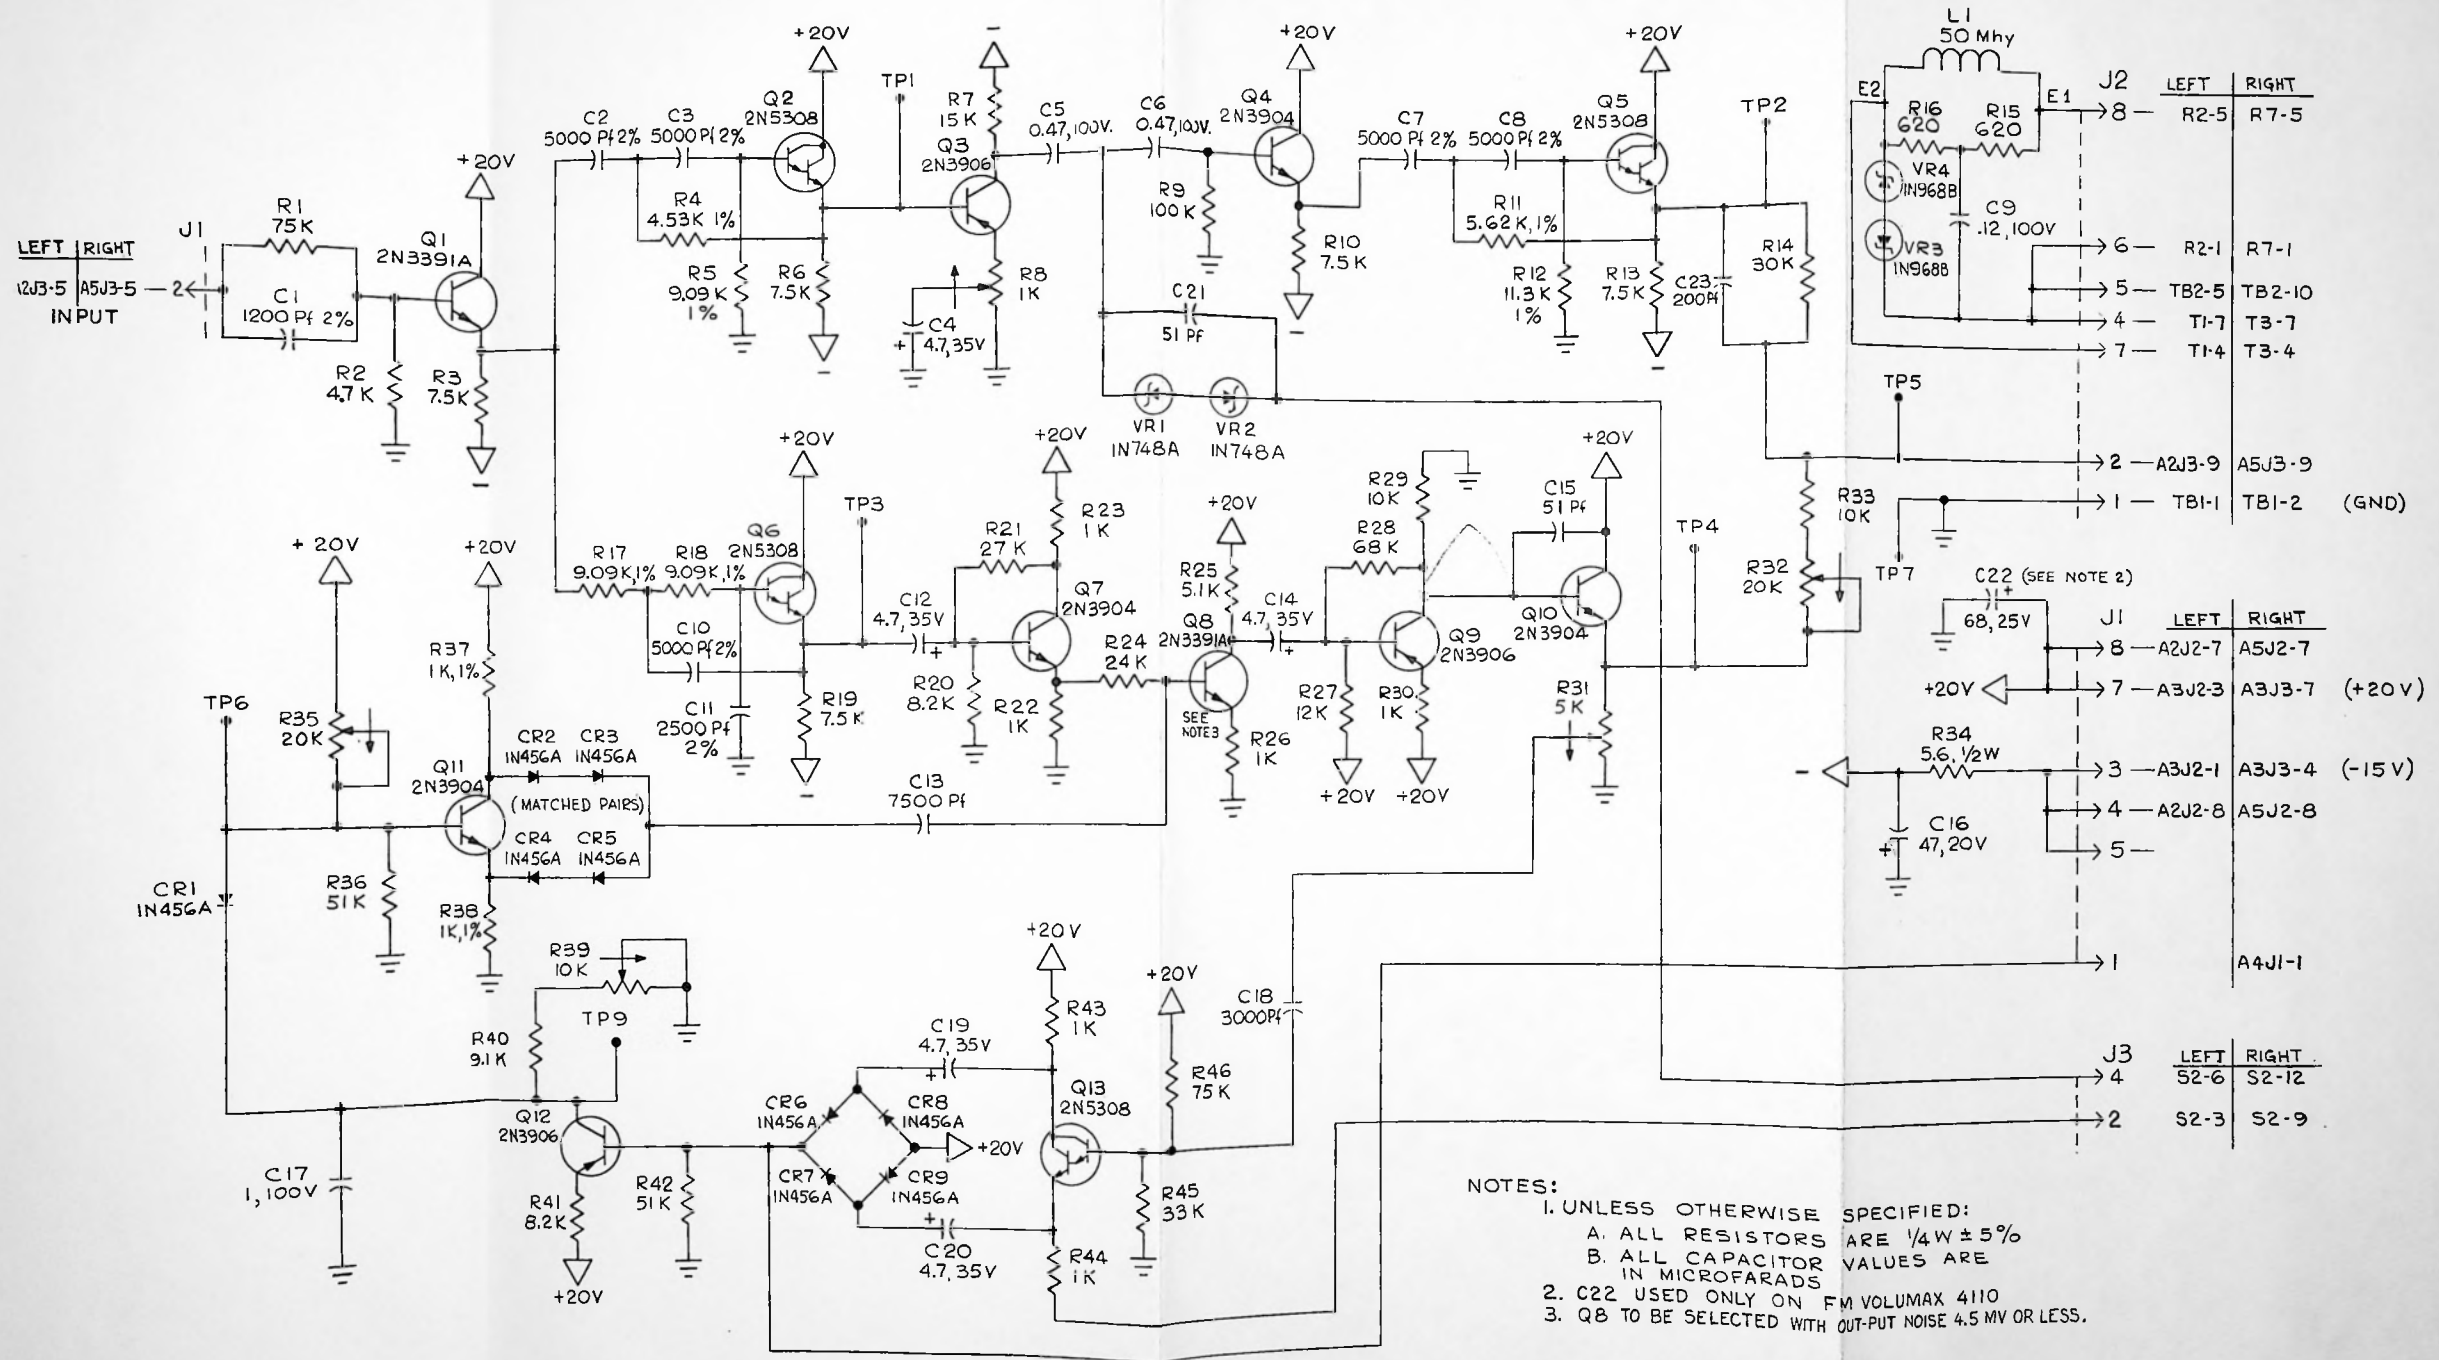 L1
50 Mhy
+20V
+20V
+20V
TP1
J2 LEFT RIGHT
E2
E1
R16
620
R15
620
8 — R2-5 R7-5
C2
5000 Pf 2%
C3
5000 Pf 2%
Q2
2N5308
R7
15 K
C5
0.47,100V.
C6
0.47,100V.
Q4
2N3904
C7
5000 Pf 2%
C8
5000 Pf 2%
Q5
2N5308
TP2
Q3
2N3906
+20V
VR4
1N968B
C9
.12,100V
R4
4.53K 1%
R9
100 K
R11
5.62K,1%
R1
75K
J1
LEFT RIGHT
A5J3-5 — 2
INPUT
C1
1200 Pf 2%
Q1
2N3391A
R5
9.09K
1%
R6
7.5K
R8
1K
C4
+ 4.7,35V
R10
7.5K
R12
11.3K
1%
R13
7.5K
C23
200Pf
R14
30K
VR3
1N968B
6 — R2-1 R7-1
5 — TB2-5 TB2-10
4 — T1-7 T3-7
7 — T1-4 T3-4
C21
51 Pf
R2
4.7K
R3
7.5K
VR1
1N748A
VR2
1N748A
TP5
2 — A2J3-9 A5J3-9
1 — TB1-1 TB1-2 (GND)
+20V
+20V
+20V
+20V
TP3
R23
1K
R21
27 K
R29
10K
R28
68 K
C15
51 Pf
TP4
R33
10K
R32
20K
TP7
+ 20V
+20V
R17
9.09K,1%
R18
9.09K,1%
Q6
2N5308
C12
4.7,35V
+
Q7
2N3904
R25
5.1K
Q8
2N3391A
SEE
NOTE3
C14
4.7,35V
+
Q9
2N3906
Q10
2N3904
C22 (SEE NOTE 2)
+
68,25V
J1 LEFT RIGHT
8 — A2J2-7 A5J2-7
+20V
7 — A3J2-3 A3J3-7 (+20V)
C10
5000 Pf 2%
C11
2500 Pf
2%
R19
7.5K
R20
8.2K
R22
1K
R24
24 K
R26
1K
R27
12K
R30
1K
R31
5K
+20V
+20V
R34
5.6, 1/2W
3 — A3J2-1 A3J3-4 (-15V)
4 — A2J2-8 A5J2-8
5 —
C16
47,20V
+
R37
1K,1%
TP6
R35
20K
CR2
1N456A
CR3
1N456A
Q11
2N3904
(MATCHED PAIRS)
CR4
1N456A
CR5
1N456A
C13
7500 Pf
CR1
1N456A
R36
51K
R38
1K,1%
1 A4J1-1
R39
10K
TP9
R40
9.1K
+20V
R43
1K
+20V
C18
3000Pf
C19
4.7,35V
+
R46
75K
J3 LEFT RIGHT
4 S2-6 S2-12
2 S2-3 S2-9
Q12
2N3906
CR6
1N456A
CR8
1N456A
+20V
Q13
2N5308
C17
1,100V
R41
8.2K
+20V
R42
51K
CR7
1N456A
CR9
1N456A
+
C20
4.7,35V
R44
1K
R45
33K
NOTES:
1. UNLESS OTHERWISE SPECIFIED:
A. ALL RESISTORS ARE 1/4W ± 5%
B. ALL CAPACITOR VALUES ARE
IN MICROFARADS
2. C22 USED ONLY ON FM VOLUMAX 4110
3. Q8 TO BE SELECTED WITH OUT-PUT NOISE 4.5 MV OR LESS.